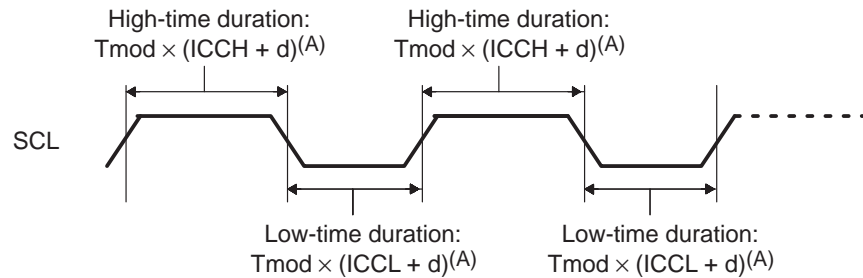 High-time duration:
Tmod × (ICCH + d)(A)
High-time duration:
Tmod × (ICCH + d)(A)
SCL
Low-time duration:
Tmod × (ICCL + d)(A)
Low-time duration:
Tmod × (ICCL + d)(A)